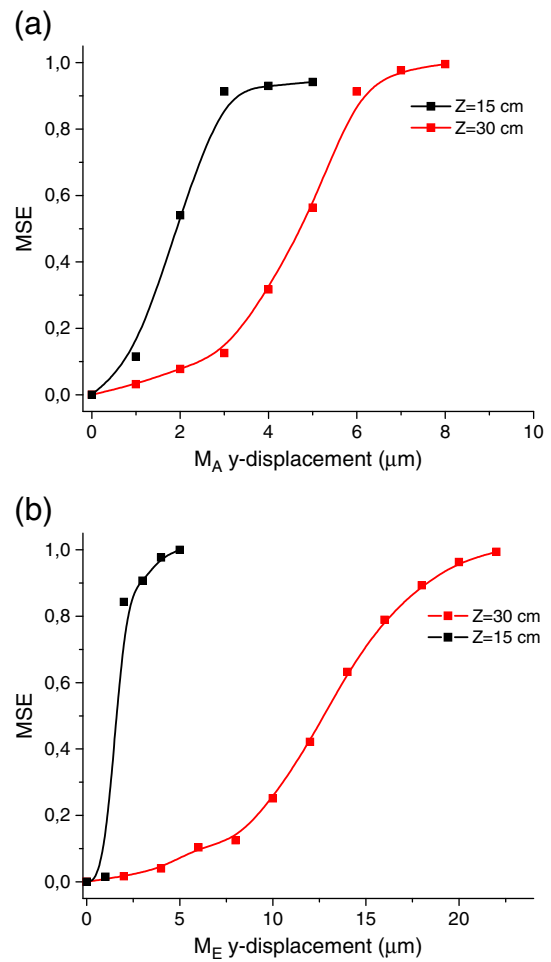 (a)
1,0
0,8
0,6
0,4
0,2
0,0
MSE
Z=15 cm
Z=30 cm
0 2 4 6 8 10
M_A y-displacement (μm)
(b)
1,0
0,8
0,6
0,4
0,2
0,0
MSE
Z=30 cm
Z=15 cm
0 5 10 15 20
M_E y-displacement (μm)